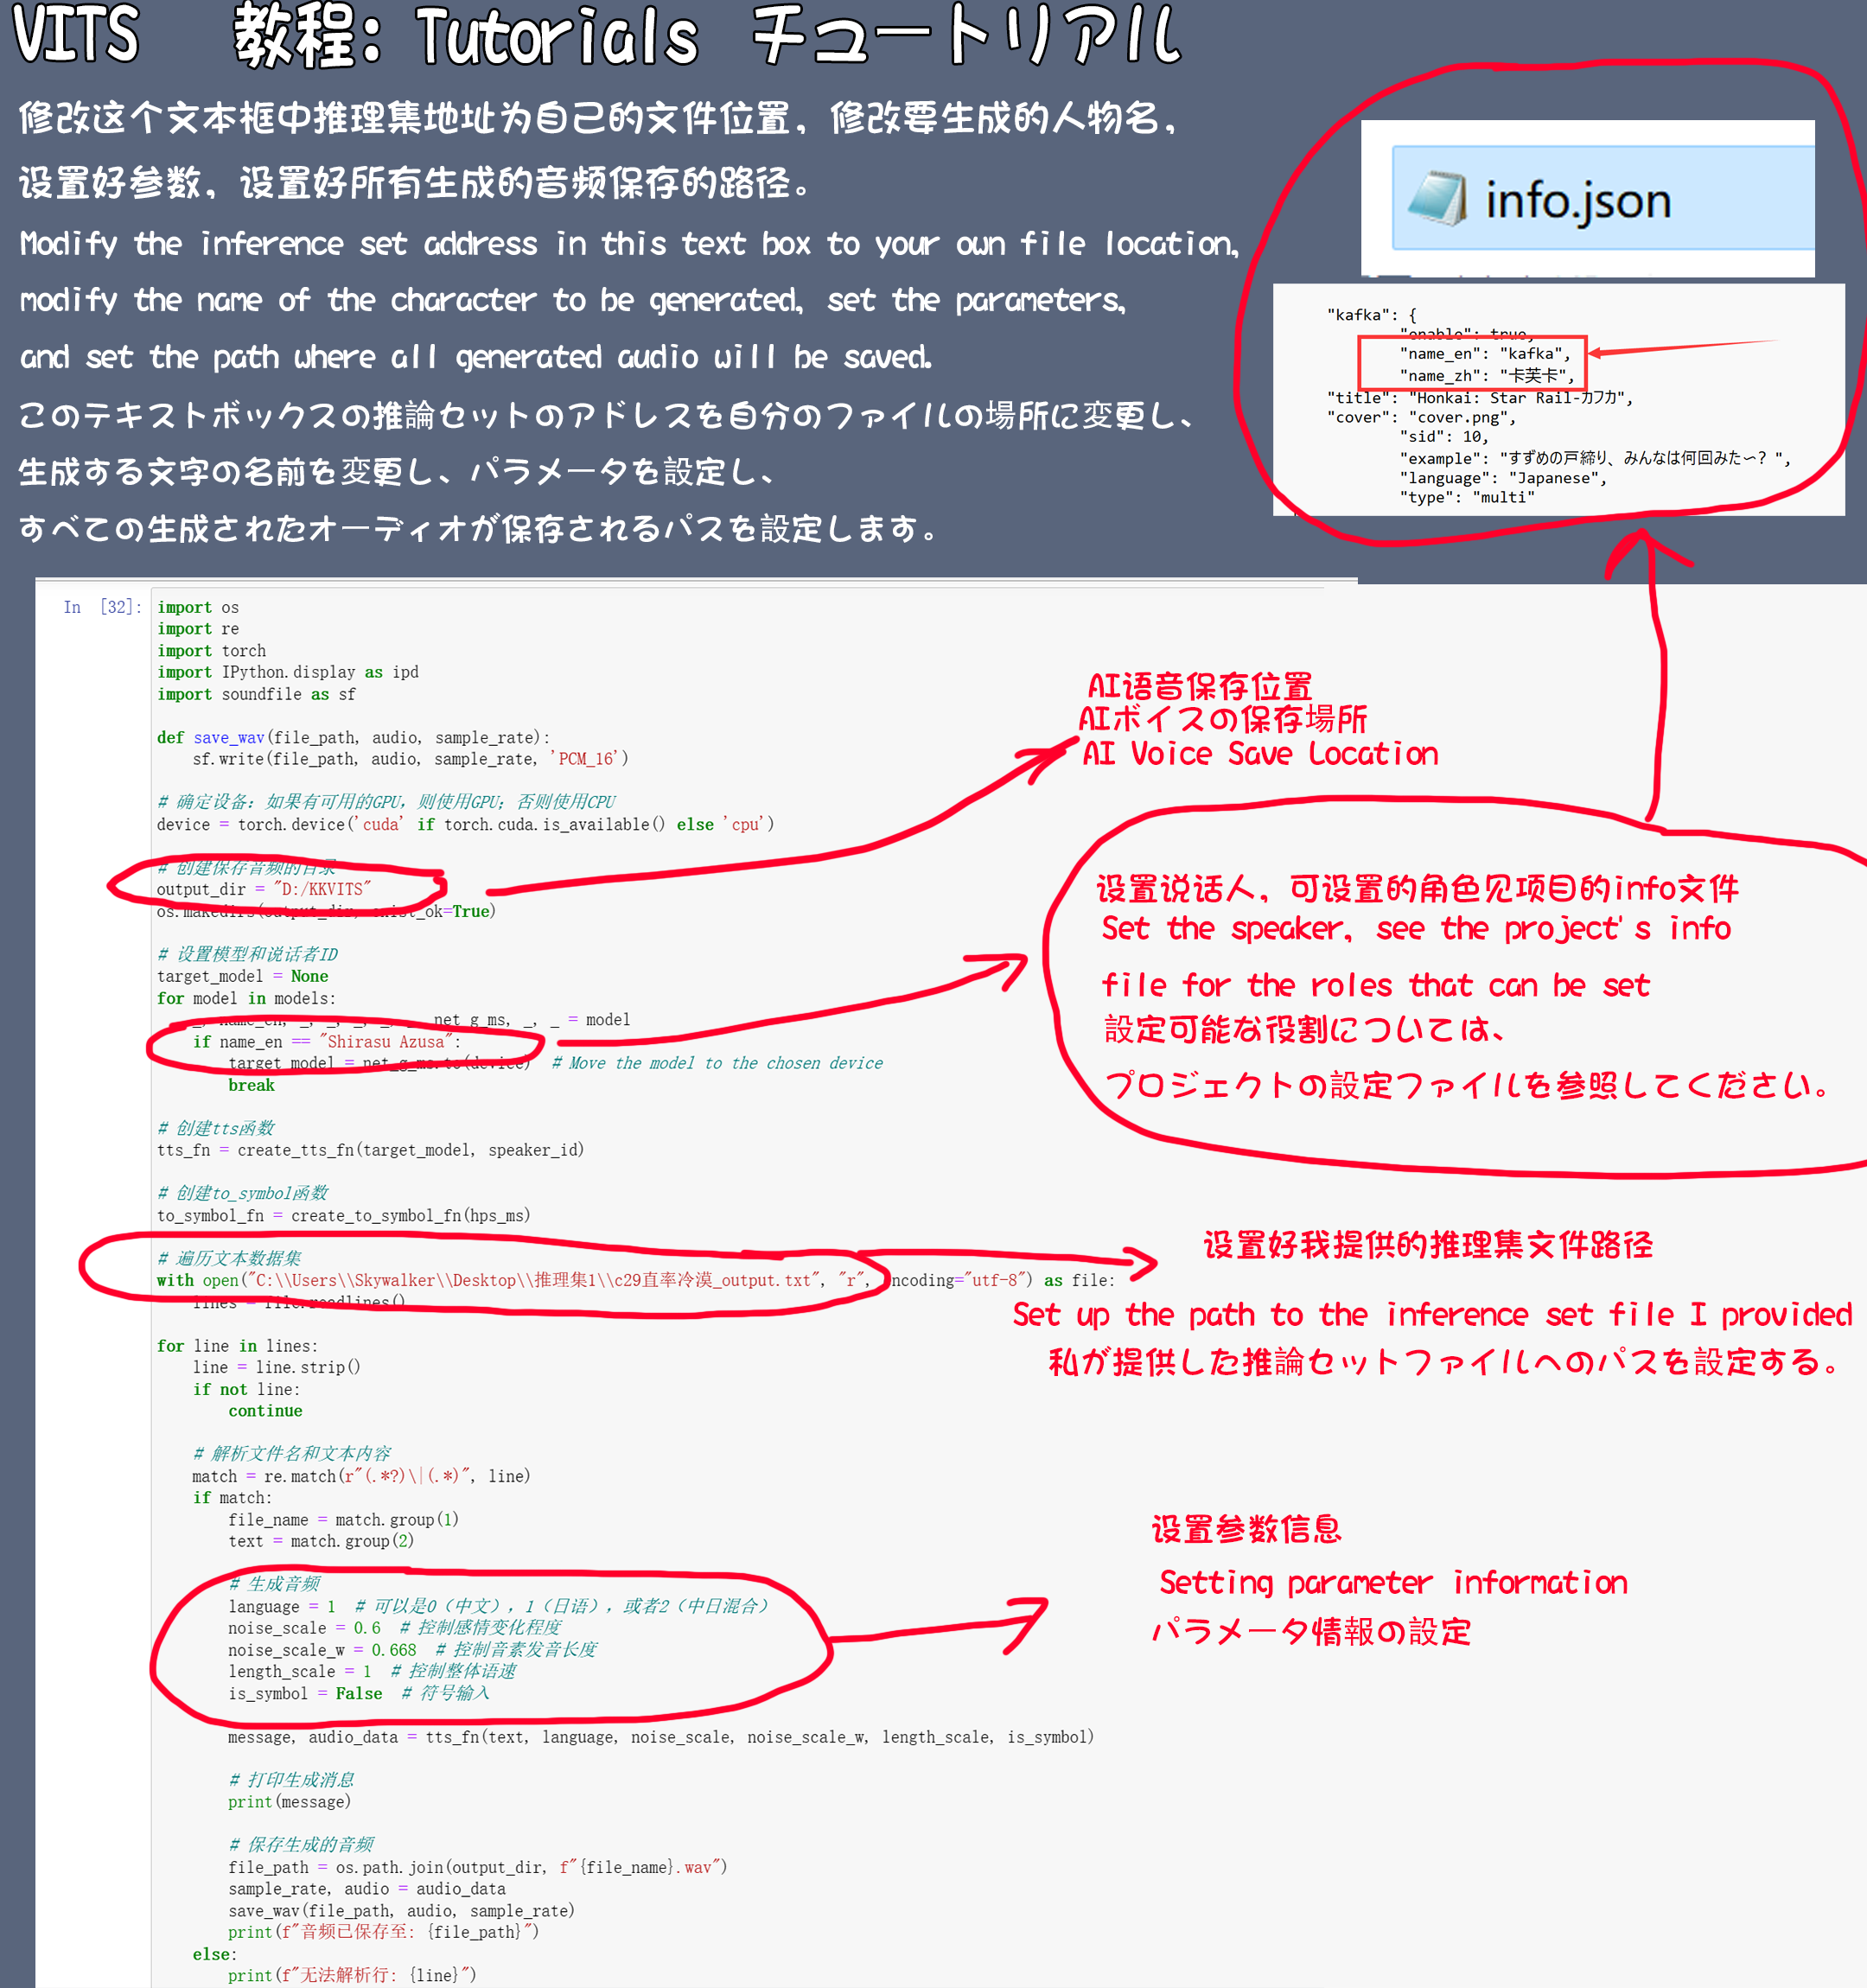 VITS 教程: Tutorials チュートリアル
修改这个文本框中推理集地址为自己的文件位置，修改要生成的人物名，
设置好参数，设置好所有生成的音频保存的路径。
Modify the inference set address in this text box to your own file location,
modify the name of the character to be generated, set the parameters,
and set the path where all generated audio will be saved.
このテキストボックスの推論セットのアドレスを自分のファイルの場所に変更し、
生成する文字の名前を変更し、パラメータを設定し、
すべての生成されたオーディオが保存されるパスを設定します。
info.json
"kafka": {
"enable": true,
"name_en": "kafka",
"name_zh": "卡芙卡",
"title": "Honkai: Star Rail-カフカ",
"cover": "cover.png",
"sid": 10,
"example": "すずめの戸締り、みんなは何回みた～? ",
"language": "Japanese",
"type": "multi"
In [32]:
import os
import re
import torch
import IPython.display as ipd
import soundfile as sf
def save_wav(file_path, audio, sample_rate):
sf.write(file_path, audio, sample_rate, 'PCM_16')
# 确定设备：如果有可用的GPU，则使用GPU；否则使用CPU
device = torch.device('cuda' if torch.cuda.is_available() else 'cpu')
# 创建保存音频的目录
output_dir = "D:/KKVITS"
os.makedirs(output_dir, exist_ok=True)
# 设置模型和说话者ID
target_model = None
for model in models:
name_en, _, _, _, net_g_ms, _, _ = model
if name_en == "Shirasu Azusa":
target_model = net_g_ms.to(device) # Move the model to the chosen device
break
# 创建tts函数
tts_fn = create_tts_fn(target_model, speaker_id)
# 创建to_symbol函数
to_symbol_fn = create_to_symbol_fn(hps_ms)
# 遍历文本数据集
with open("C:\\Users\\Skywalker\\Desktop\\推理集1\\c29直率冷漠_output.txt", "r", encoding="utf-8") as file:
lines = file.readlines()
for line in lines:
line = line.strip()
if not line:
continue
# 解析文件名和文本内容
match = re.match(r"(.*?)\|(.*)", line)
if match:
file_name = match.group(1)
text = match.group(2)
# 生成音频
language = 1 # 可以是0（中文），1（日语），或者2（中日混合）
noise_scale = 0.6 # 控制感情变化程度
noise_scale_w = 0.668 # 控制音素发音长度
length_scale = 1 # 控制整体语速
is_symbol = False # 符号输入
message, audio_data = tts_fn(text, language, noise_scale, noise_scale_w, length_scale, is_symbol)
# 打印生成消息
print(message)
# 保存生成的音频
file_path = os.path.join(output_dir, f"{file_name}.wav")
sample_rate, audio = audio_data
save_wav(file_path, audio, sample_rate)
print(f"音频已保存至: {file_path}")
else:
print(f"无法解析行: {line}")
AI语音保存位置
AIボイスの保存場所
AI Voice Save Location
设置说话人，可设置的角色见项目的info文件
Set the speaker, see the project's info
file for the roles that can be set
設定可能な役割については、
プロジェクトの設定ファイルを参照してください。
设置好我提供的推理集文件路径
Set up the path to the inference set file I provided
私が提供した推論セットファイルへのパスを設定する。
设置参数信息
Setting parameter information
パラメータ情報の設定